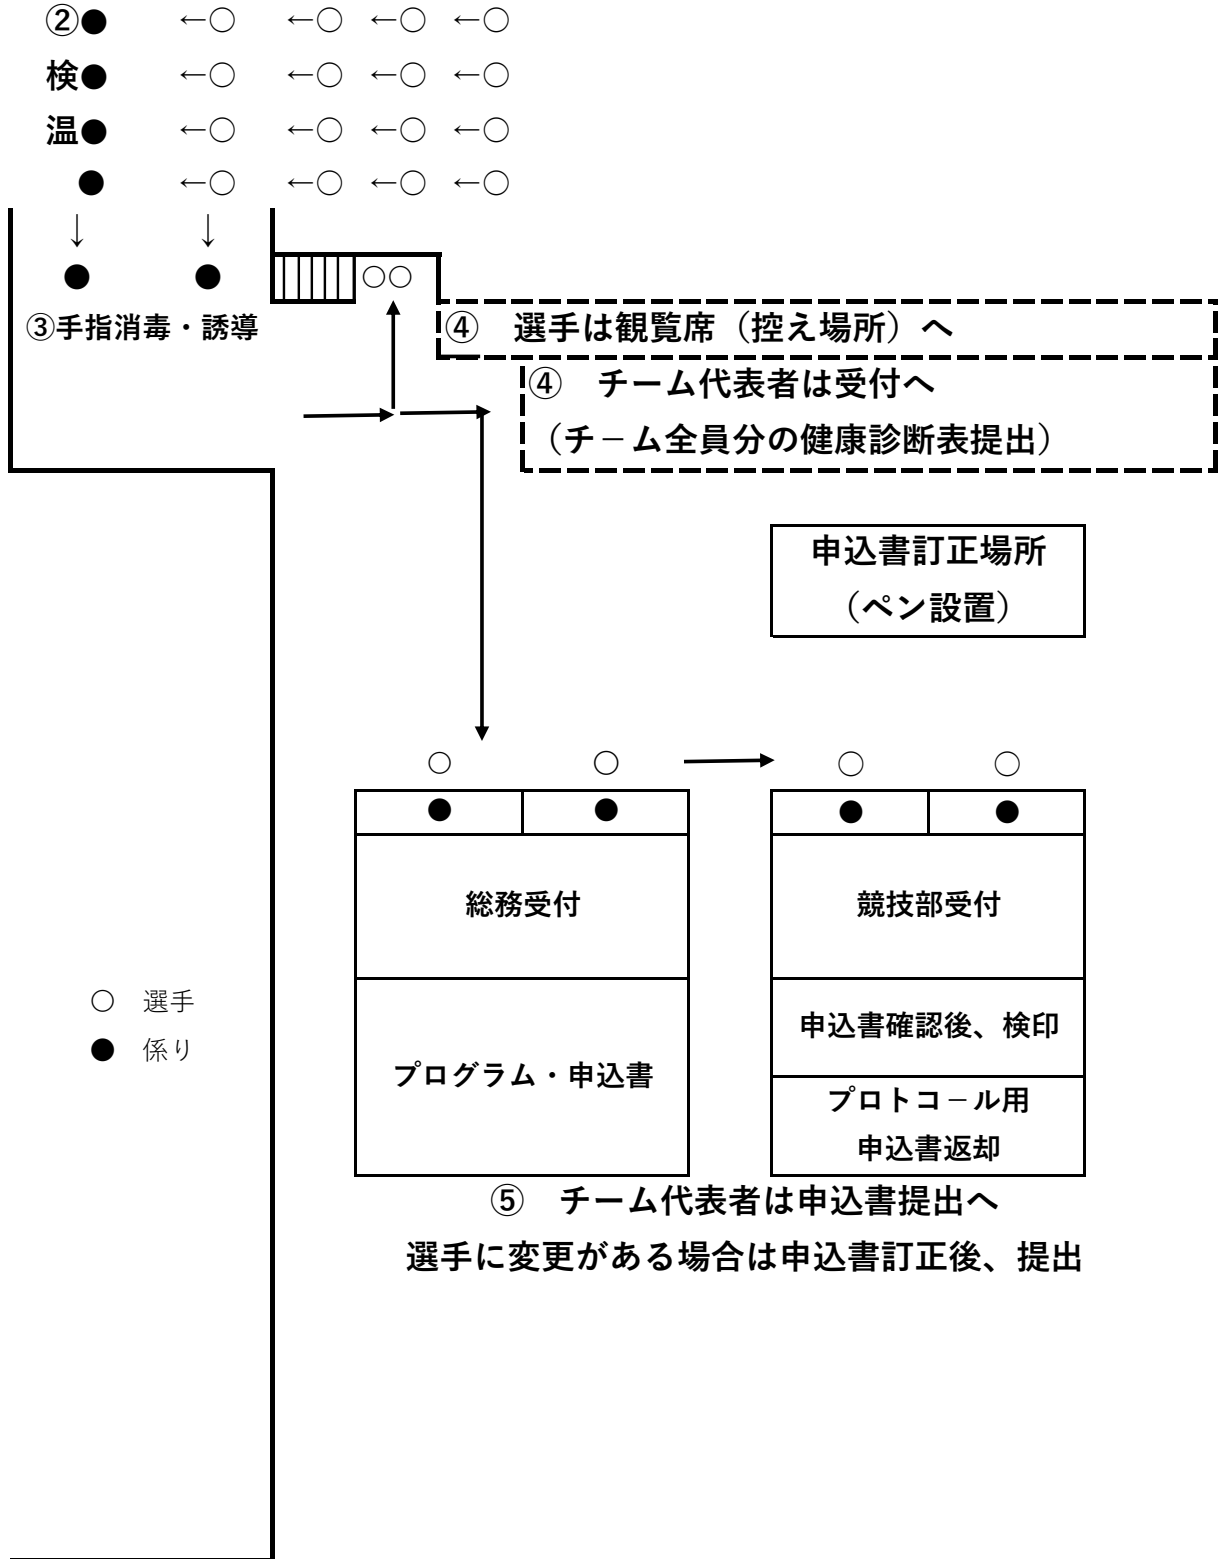 ②● ←○ ←○ ←○ ←○
検● ←○ ←○ ←○ ←○
温● ←○ ←○ ←○ ←○
● ←○ ←○ ←○ ←○
↓ ↓
● ● ○○
③手指消毒・誘導
④　選手は観覧席（控え場所）へ
④　チーム代表者は受付へ
（チ－ム全員分の健康診断表提出）
申込書訂正場所
（ペン設置）
○ ○ ○ ○
● ● ● ●
総務受付
競技部受付
プログラム・申込書
申込書確認後、検印
プロトコ－ル用
申込書返却
○　選手
●　係り
⑤　チーム代表者は申込書提出へ
選手に変更がある場合は申込書訂正後、提出